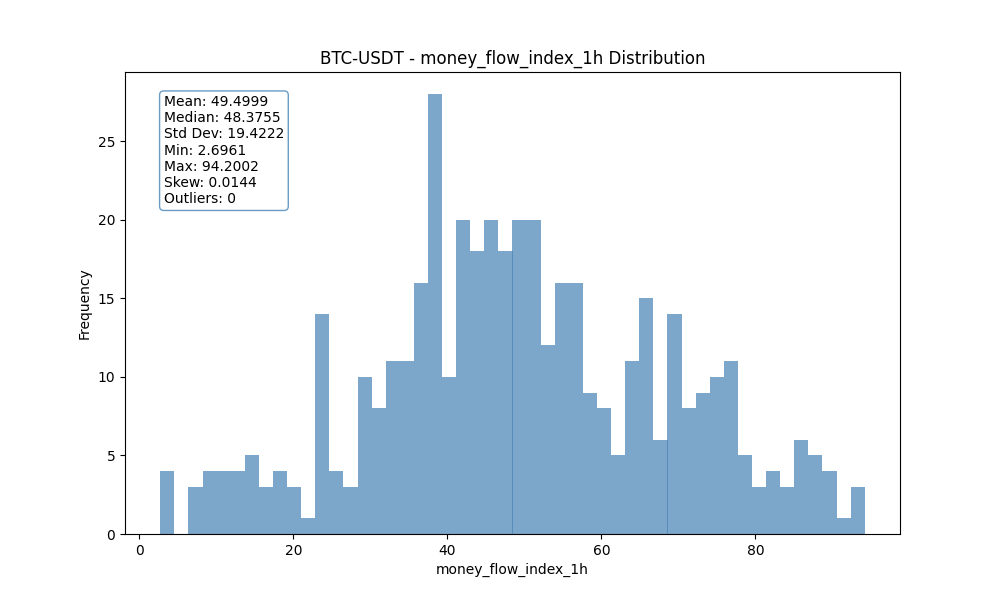 BTC-USDT - money_flow_index_1h Distribution
Mean: 49.4999
Median: 48.3755
Std Dev: 19.4222
Min: 2.6961
Max: 94.2002
Skew: 0.0144
Outliers: 0
Frequency
25
20
15
10
5
0
0 20 40 60 80
money_flow_index_1h